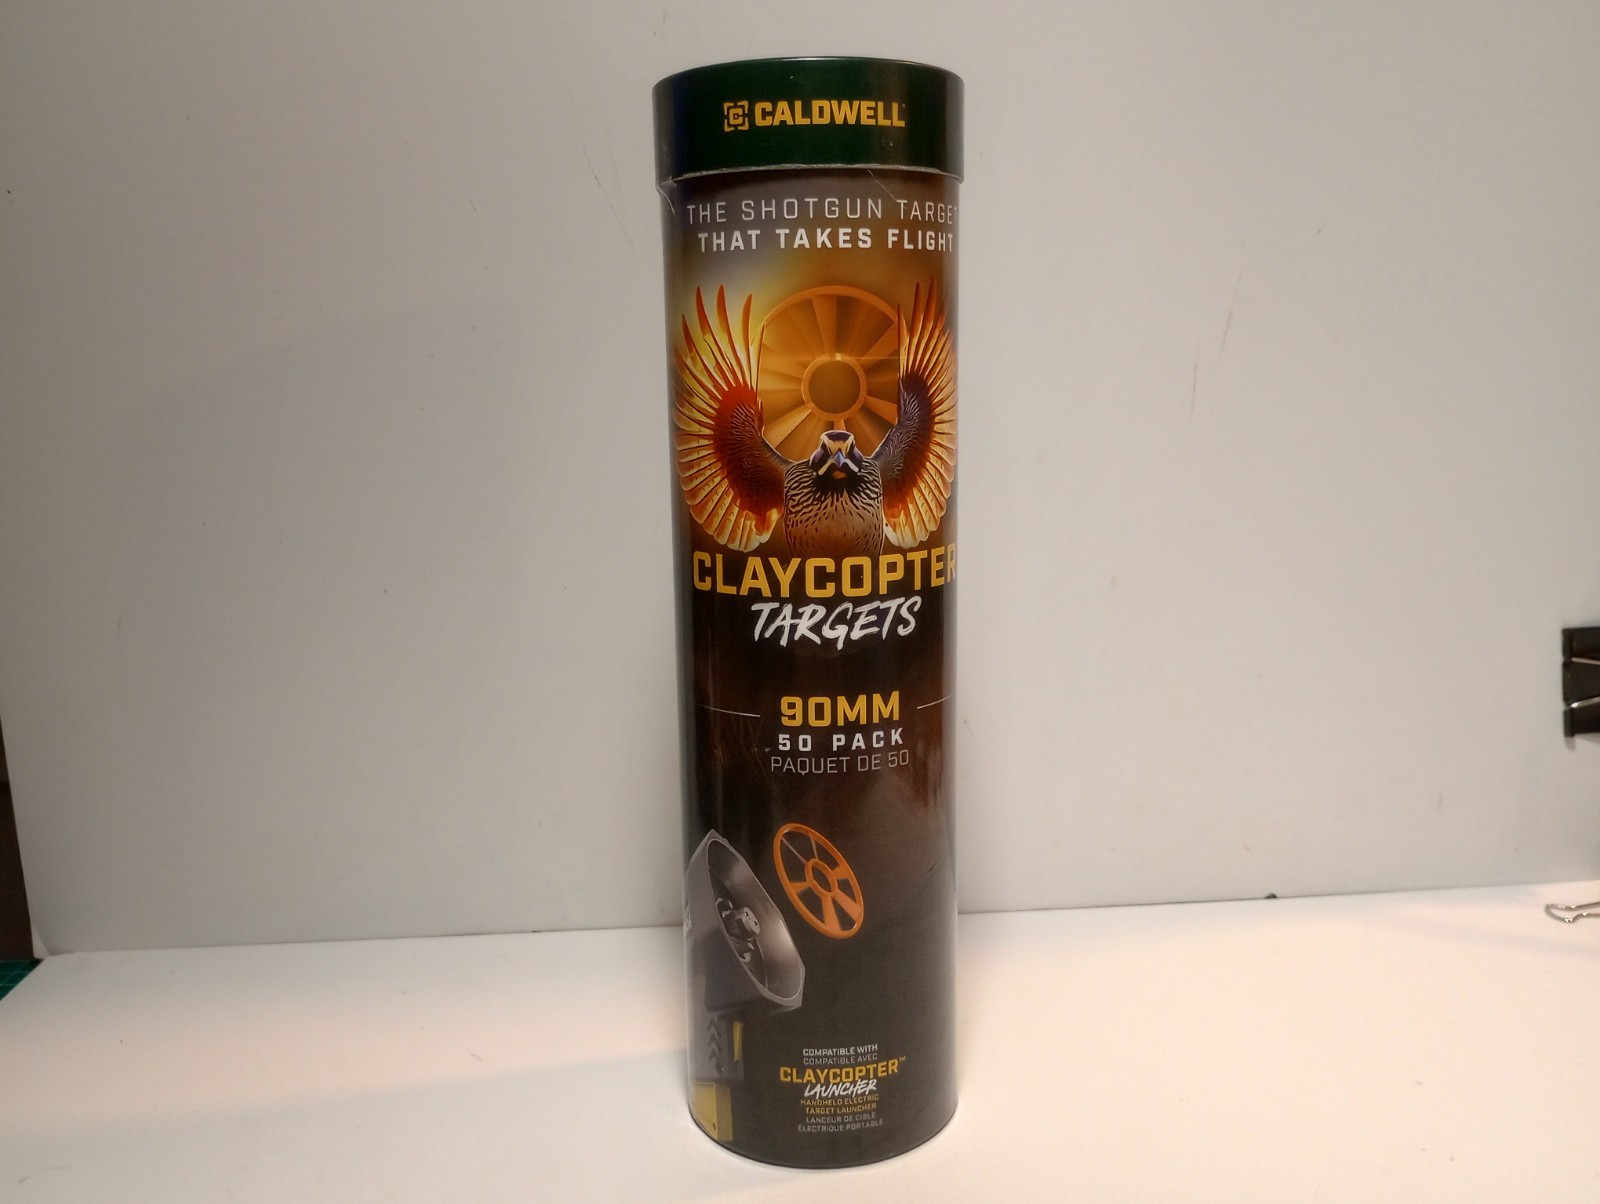 CALDWELL
THE SHOTGUN TARGET
THAT TAKES FLIGHT
CLAYCOPTER
TARGETS
90MM
50 PACK
PAQUET DE 50
COMPATIBLE WITH
COMPATIBLE AVEC
CLAYCOPTER™
LAUNCHER
HANDHELD ELECTRIC
TARGET LAUNCHER
LANCEUR DE CIBLE
ÉLECTRIQUE PORTABLE